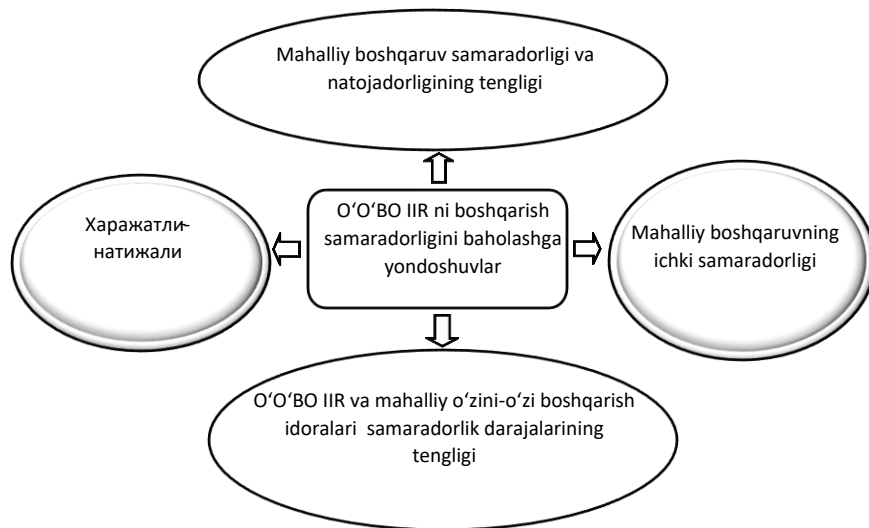 Mahalliy boshqaruv samaradorligi va
natojadorligining tengligi
Харажатли-
натижали
O‘O‘BO IIR ni boshqarish
samaradorligini baholashga
yondoshuvlar
Mahalliy boshqaruvning
ichki samaradorligi
O‘O‘BO IIR va mahalliy o‘zini-o‘zi boshqarish
idoralari samaradorlik darajalarining
tengligi